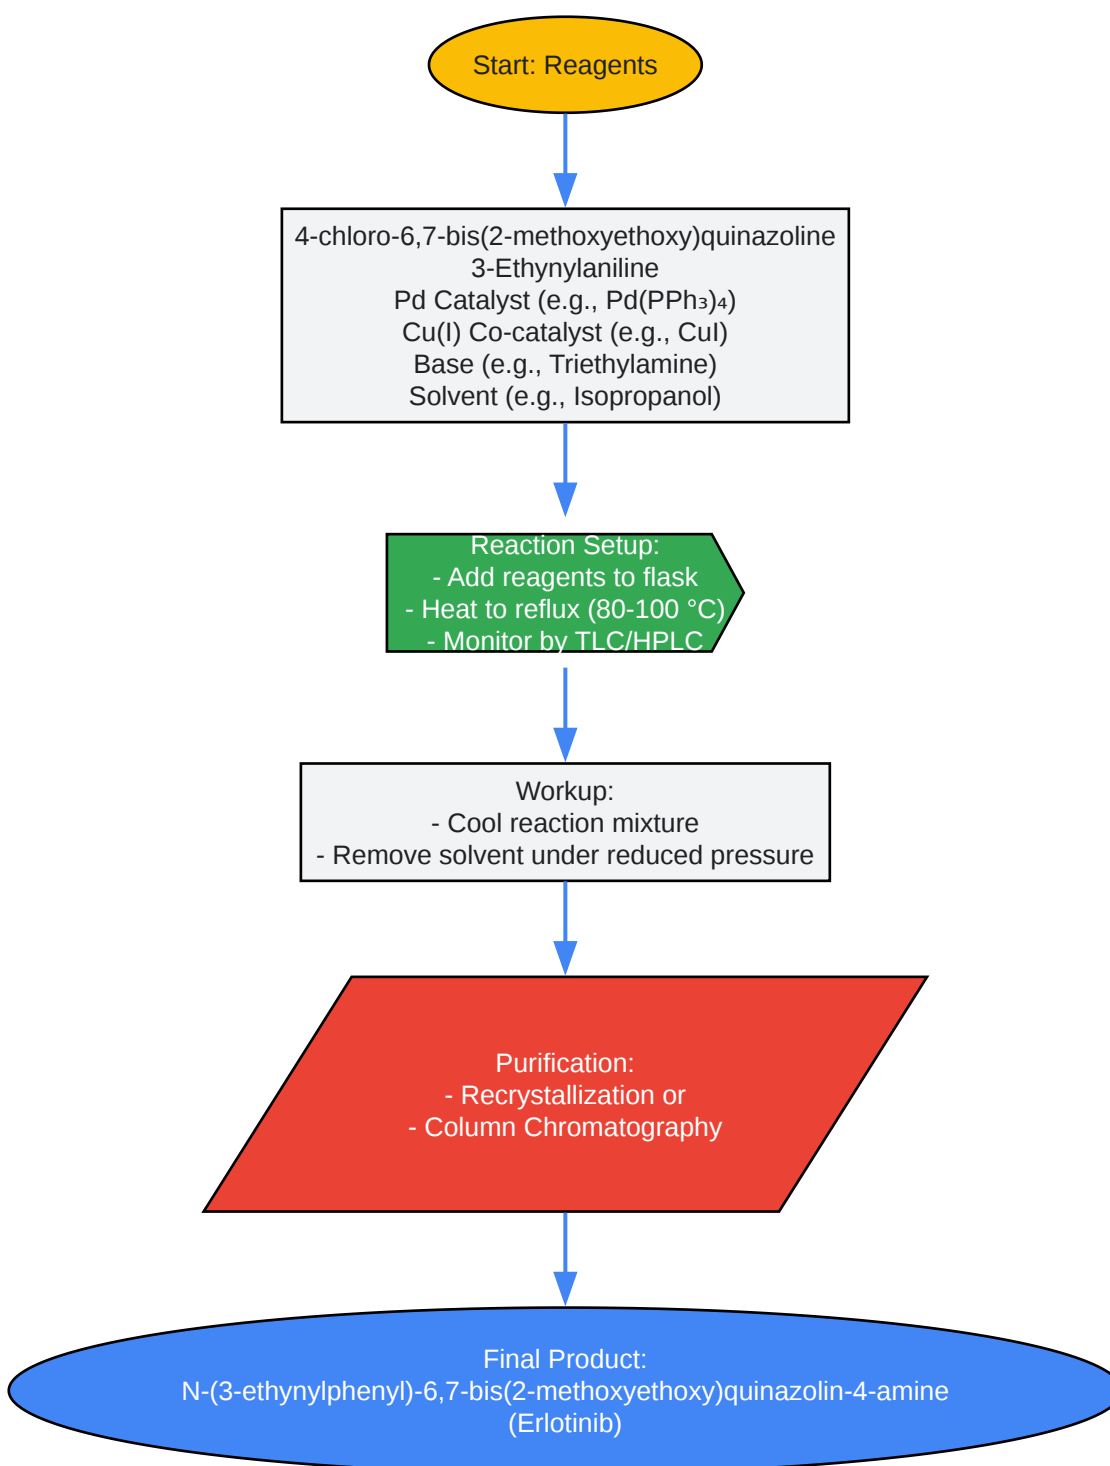 Start: Reagents
4-chloro-6,7-bis(2-methoxyethoxy)quinazoline
3-Ethynylaniline
Pd Catalyst (e.g., Pd(PPh₃)₄)
Cu(I) Co-catalyst (e.g., CuI)
Base (e.g., Triethylamine)
Solvent (e.g., Isopropanol)
Reaction Setup:
- Add reagents to flask
- Heat to reflux (80-100 °C)
- Monitor by TLC/HPLC
Workup:
- Cool reaction mixture
- Remove solvent under reduced pressure
Purification:
- Recrystallization or
- Column Chromatography
Final Product:
N-(3-ethynylphenyl)-6,7-bis(2-methoxyethoxy)quinazolin-4-amine
(Erlotinib)